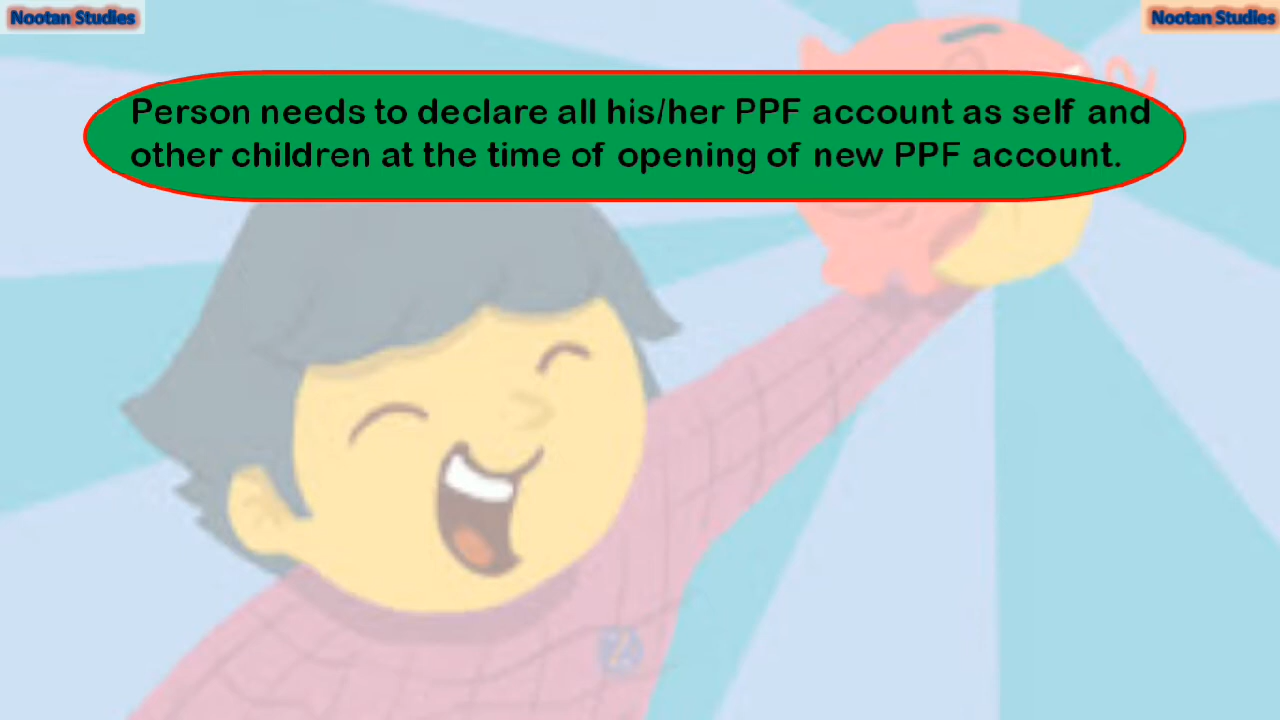 Nootan Studies
Nootan Studies
Person needs to declare all his/her PPF account as self and
other children at the time of opening of new PPF account.